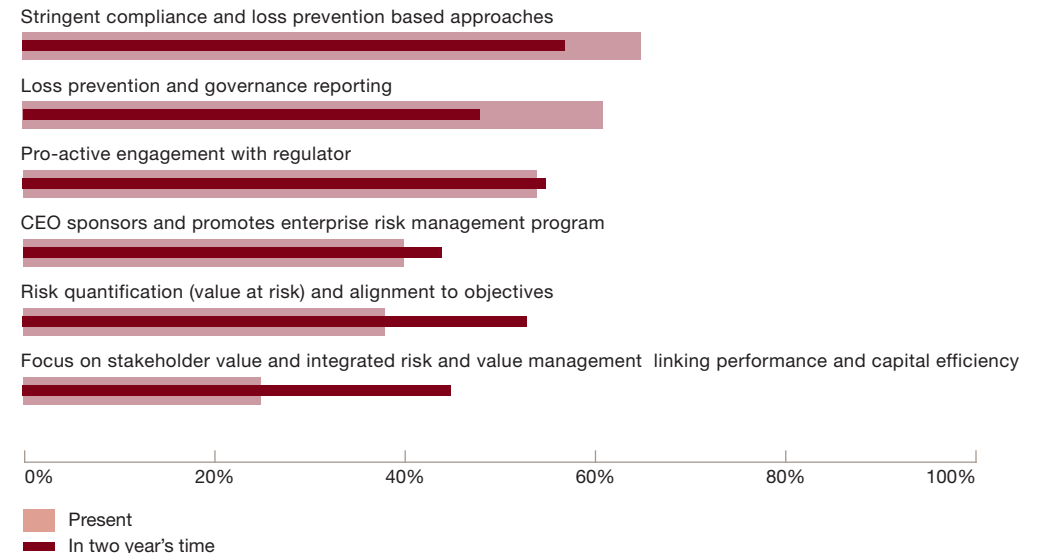 Stringent compliance and loss prevention based approaches
Loss prevention and governance reporting
Pro-active engagement with regulator
CEO sponsors and promotes enterprise risk management program
Risk quantification (value at risk) and alignment to objectives
Focus on stakeholder value and integrated risk and value management linking performance and capital efficiency
0% 20% 40% 60% 80% 100%
Present
In two year’s time